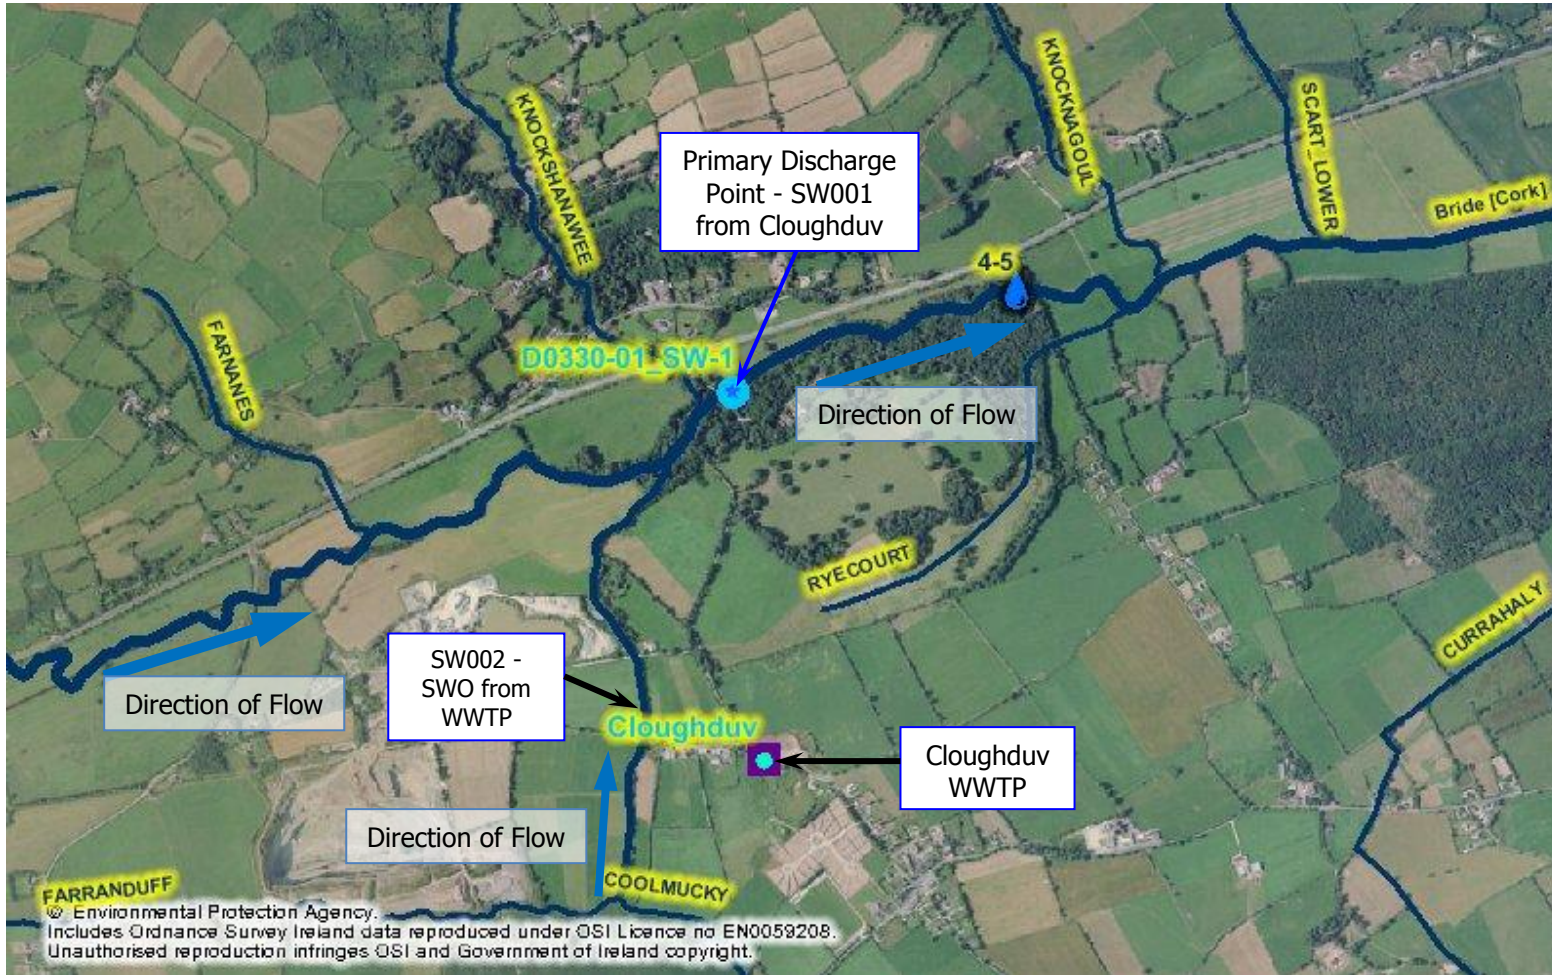 KNOCKSHANAWEE
KNOCKNAGOUL
SCART_LOWER
Bride [Cork]
Primary Discharge
Point - SW001
from Cloughduv
4-5
D0330-01_SW-1
FARNANES
Direction of Flow
RYECOURT
CURRAHALY
SW002 -
SWO from
WWTP
Direction of Flow
Cloughduv
Cloughduv
WWTP
Direction of Flow
FARRANDUFF
COOLMUCKY
© Environmental Protection Agency.
Includes Ordnance Survey Ireland data reproduced under OSI Licence no EN0059208.
Unauthorised reproduction infringes OSI and Government of Ireland copyright.